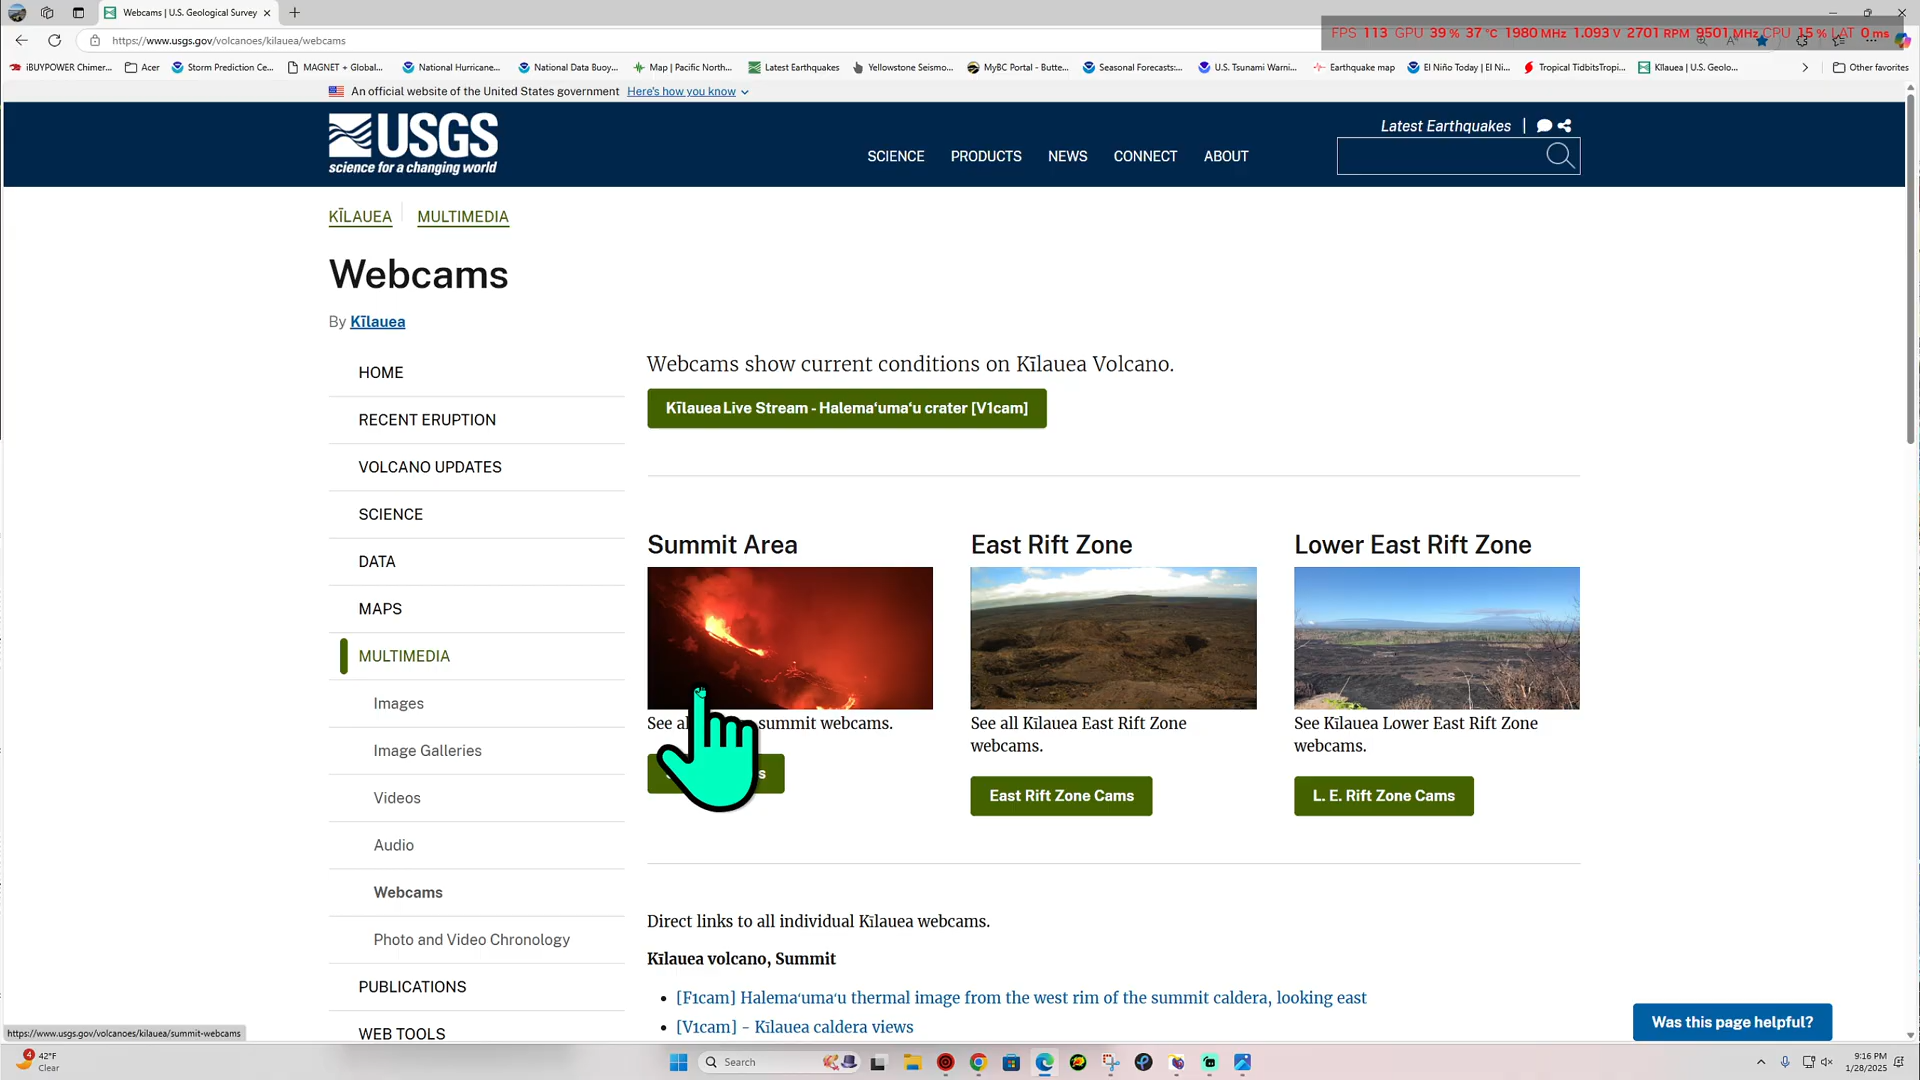 Webcams | U.S. Geological Survey
FPS 113 GPU 39 % 37 °C 1980 MHz 1.093 V 2701 RPM 9501 MHz CPU 15 % LAT 0 ms
https://www.usgs.gov/volcanoes/kilauea/webcams
iBUYPOWER Chimer... Acer Storm Prediction Ce... MAGNET + Global... National Hurricane... National Data Buoy... Map | Pacific North... Latest Earthquakes Yellowstone Seismo... MyBC Portal - Butte... Seasonal Forecasts:... U.S. Tsunami Warni... Earthquake map El Niño Today | El Ni... Tropical TidbitsTropi... Kīlauea | U.S. Geolo... Other favorites
An official website of the United States government Here's how you know
USGS
science for a changing world
Latest Earthquakes
SCIENCE PRODUCTS NEWS CONNECT ABOUT
KĪLAUEA MULTIMEDIA
Webcams
By Kīlauea
HOME
RECENT ERUPTION
VOLCANO UPDATES
SCIENCE
DATA
MAPS
MULTIMEDIA
Images
Image Galleries
Videos
Audio
Webcams
Photo and Video Chronology
PUBLICATIONS
WEB TOOLS
Webcams show current conditions on Kīlauea Volcano.
Kīlauea Live Stream - Halemaʻumaʻu crater [V1cam]
Summit Area
See summit webcams.
East Rift Zone
See all Kīlauea East Rift Zone
webcams.
East Rift Zone Cams
Lower East Rift Zone
See Kīlauea Lower East Rift Zone
webcams.
L. E. Rift Zone Cams
Direct links to all individual Kīlauea webcams.
Kīlauea volcano, Summit
• [F1cam] Halemaʻumaʻu thermal image from the west rim of the summit caldera, looking east
• [V1cam] - Kīlauea caldera views
Was this page helpful?
https://www.usgs.gov/volcanoes/kilauea/summit-webcams
4
42°F
Clear
Search
9:16 PM
1/28/2025